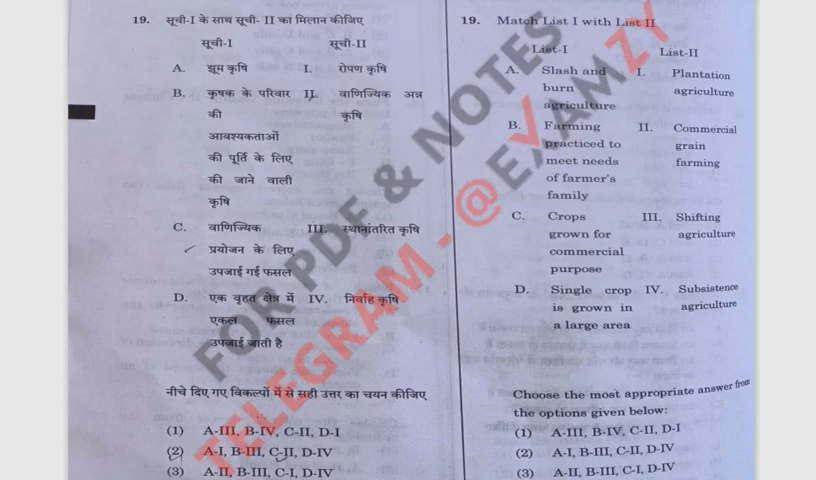 19. सूची-I के साथ सूची- II का मिलान कीजिए
सूची-I सूची-II
A. झूम कृषि I. रोपण कृषि
B. कृषक के परिवार II. वाणिज्यिक अन्न
की कृषि
आवश्यकताओं
की पूर्ति के लिए
की जाने वाली
कृषि
C. वाणिज्यिक III. स्थानांतरित कृषि
प्रयोजन के लिए
उपजाई गई फसल
D. एक वृहत क्षेत्र में IV. निर्वाह कृषि
एकल फसल
उपजाई जाती है
नीचे दिए गए विकल्पों में से सही उत्तर का चयन कीजिए
(1) A-III, B-IV, C-II, D-I
(2) A-I, B-III, C-II, D-IV
(3) A-II, B-III, C-I, D-IV
19. Match List I with List II
List-I List-II
A. Slash and I. Plantation
burn agriculture
agriculture
B. Farming II. Commercial
practiced to grain
meet needs farming
of farmer's
family
C. Crops III. Shifting
grown for agriculture
commercial
purpose
D. Single crop IV. Subsistence
is grown in agriculture
a large area
Choose the most appropriate answer from
the options given below:
(1) A-III, B-IV, C-II, D-I
(2) A-I, B-III, C-II, D-IV
(3) A-II, B-III, C-I, D-IV
FOR PDF & NOTES
TELEGRAM - @EXAMZY